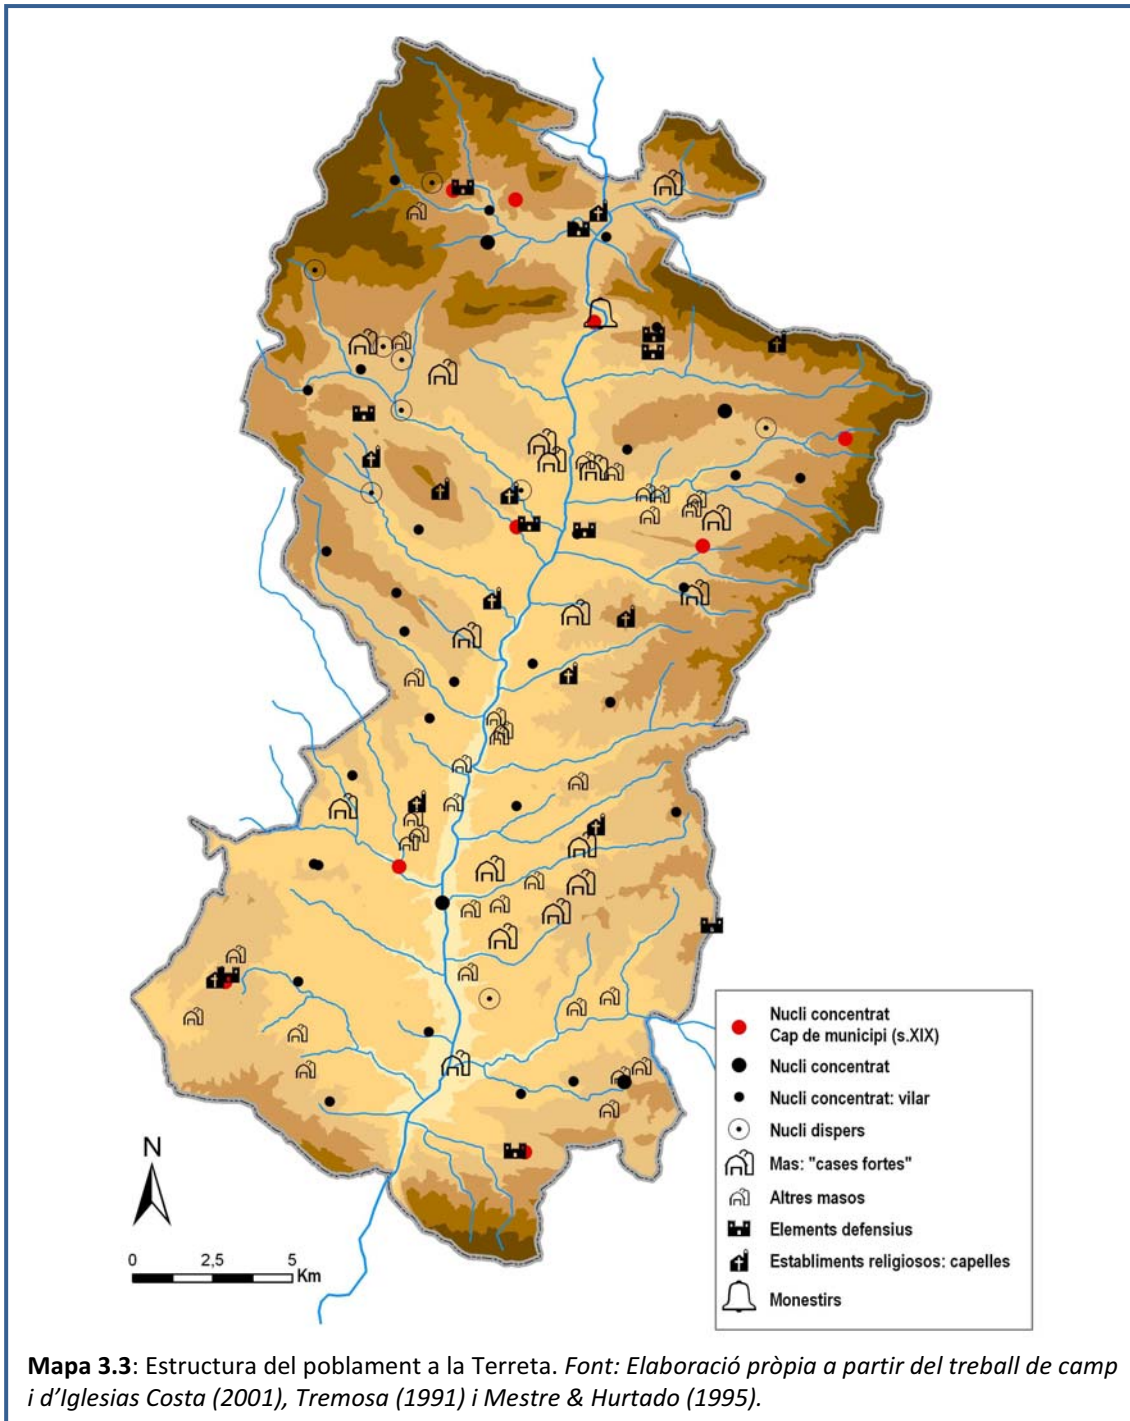 Nucli concentrat
Cap de municipi (s.XIX)
Nucli concentrat
Nucli concentrat: vilar
Nucli dispers
Mas: "cases fortes"
Altres masos
Elements defensius
Establiments religiosos: capelles
Monestirs
N
0 2,5 5
Km
Mapa 3.3: Estructura del poblament a la Terreta. Font: Elaboració pròpia a partir del treball de camp
i d'Iglesias Costa (2001), Tremosa (1991) i Mestre & Hurtado (1995).